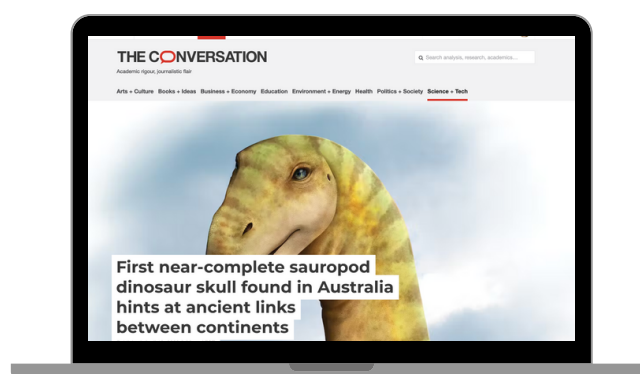 THE CONVERSATION
Academic rigour, journalistic flair
Search analysis, research, academics...
Arts + Culture Books + Ideas Business + Economy Education Environment + Energy Health Politics + Society Science + Tech
First near-complete sauropod
dinosaur skull found in Australia
hints at ancient links
between continents